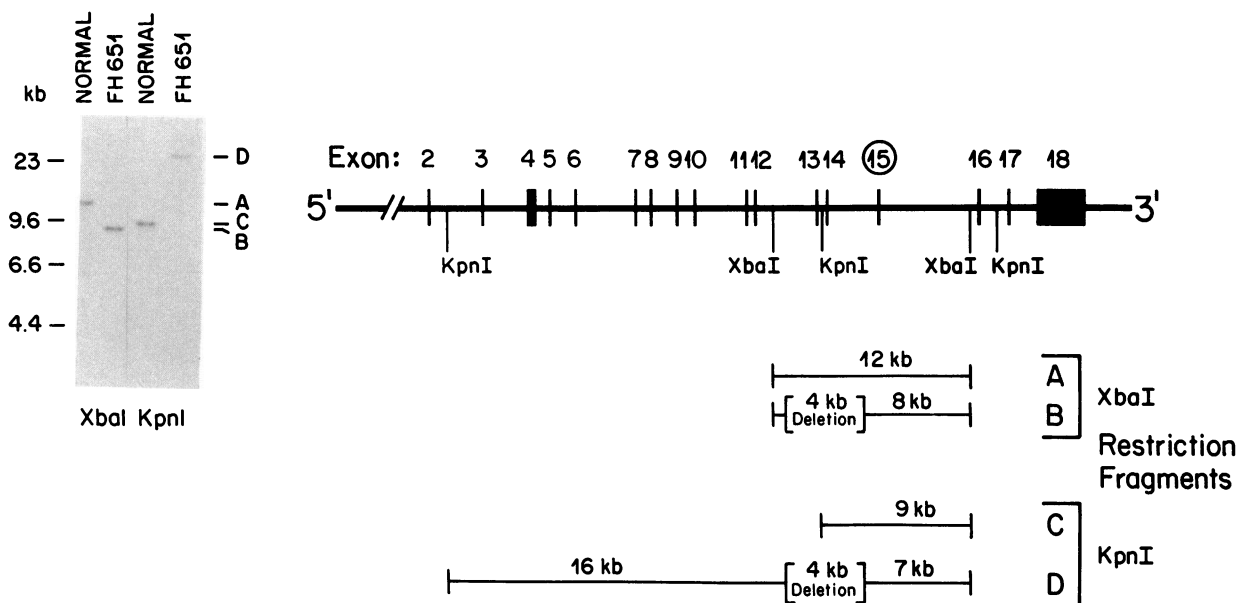 kb
NORMAL
FH 651
NORMAL
FH 651
23
9.6
6.6
4.4
D
A
C
B
XbaI KpnI
Exon: 2 3 4 5 6 7 8 9 10 11 12 13 14 15 16 17 18
5' 3'
KpnI XbaI KpnI XbaI KpnI
12 kb
A
4 kb
Deletion
8 kb
B
XbaI
Restriction
Fragments
9 kb
C
16 kb
4 kb
Deletion
7 kb
D
KpnI